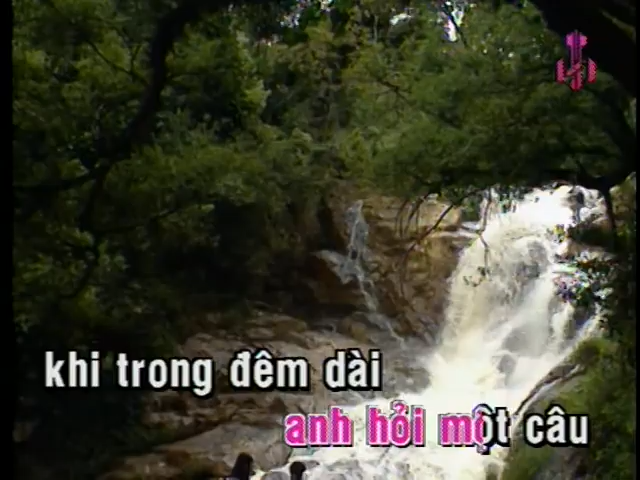 khi trong đêm dài
anh hỏi một câu